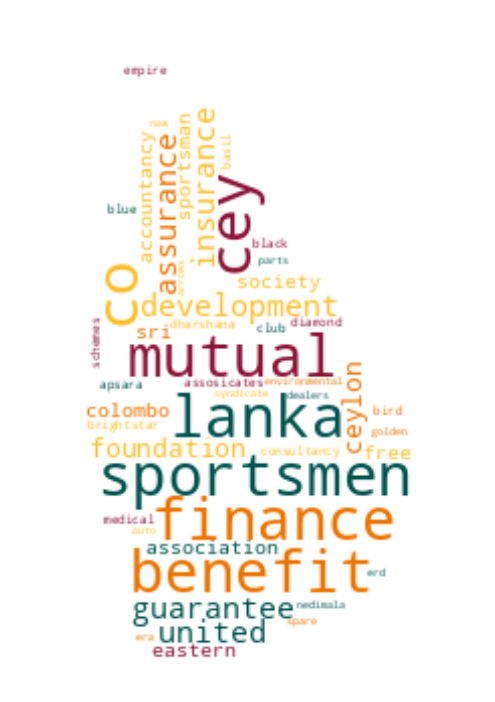 empire
new
basil
sportsman
insurance
assurance
accountancy
cey
blue
black
parts
co
society
development
sri
dharshana
club
diamond
schemes
mutual
apsara
assosicates
environmental
syndicate
dealers
lanka
ceylon
colombo
bird
brightstar
golden
foundation
consultancy
free
sportsmen
finance
medical
auto
association
benefit
erd
guarantee
nedimala
spare
era
united
eastern